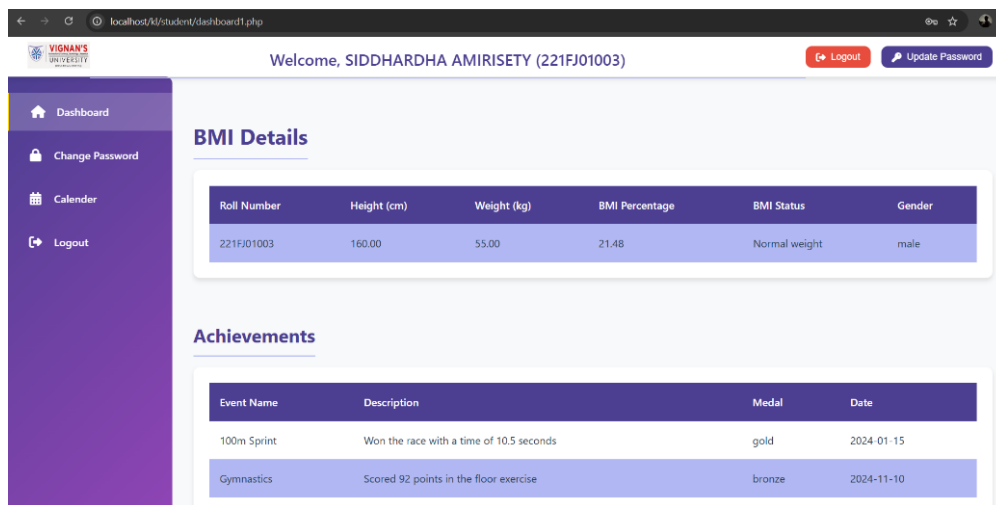 localhost/kl/student/dashboard1.php
VIGNAN'S
UNIVERSITY
Welcome, SIDDHARDHA AMIRISETY (221FJ01003)
Logout
Update Password
Dashboard
Change Password
Calender
Logout
BMI Details
Roll Number Height (cm) Weight (kg) BMI Percentage BMI Status Gender
221FJ01003 160.00 55.00 21.48 Normal weight male
Achievements
Event Name Description Medal Date
100m Sprint Won the race with a time of 10.5 seconds gold 2024-01-15
Gymnastics Scored 92 points in the floor exercise bronze 2024-11-10